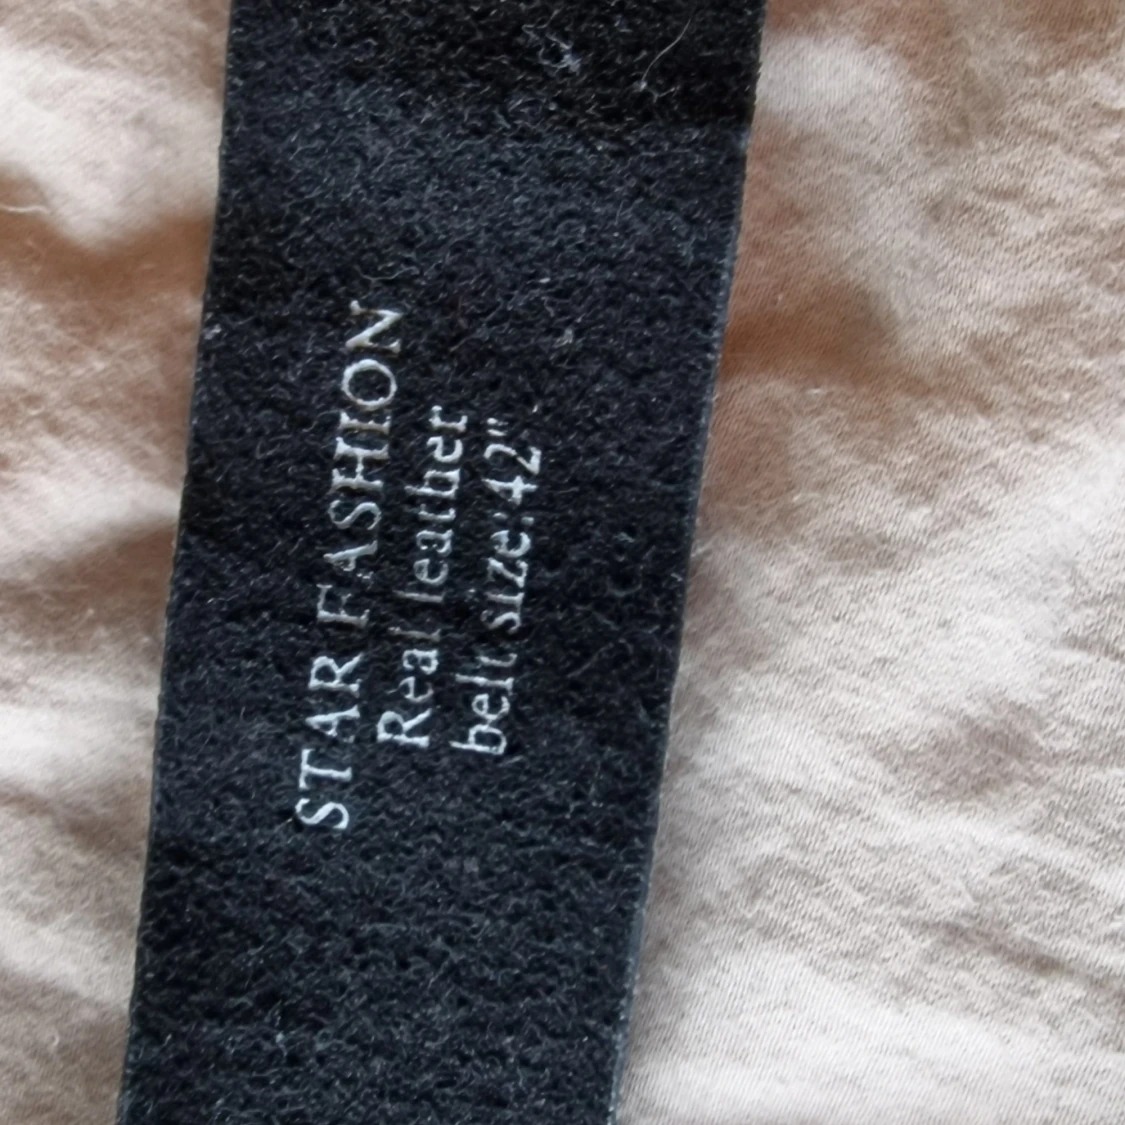 STAR FASHION
Real leather
belt size:42"